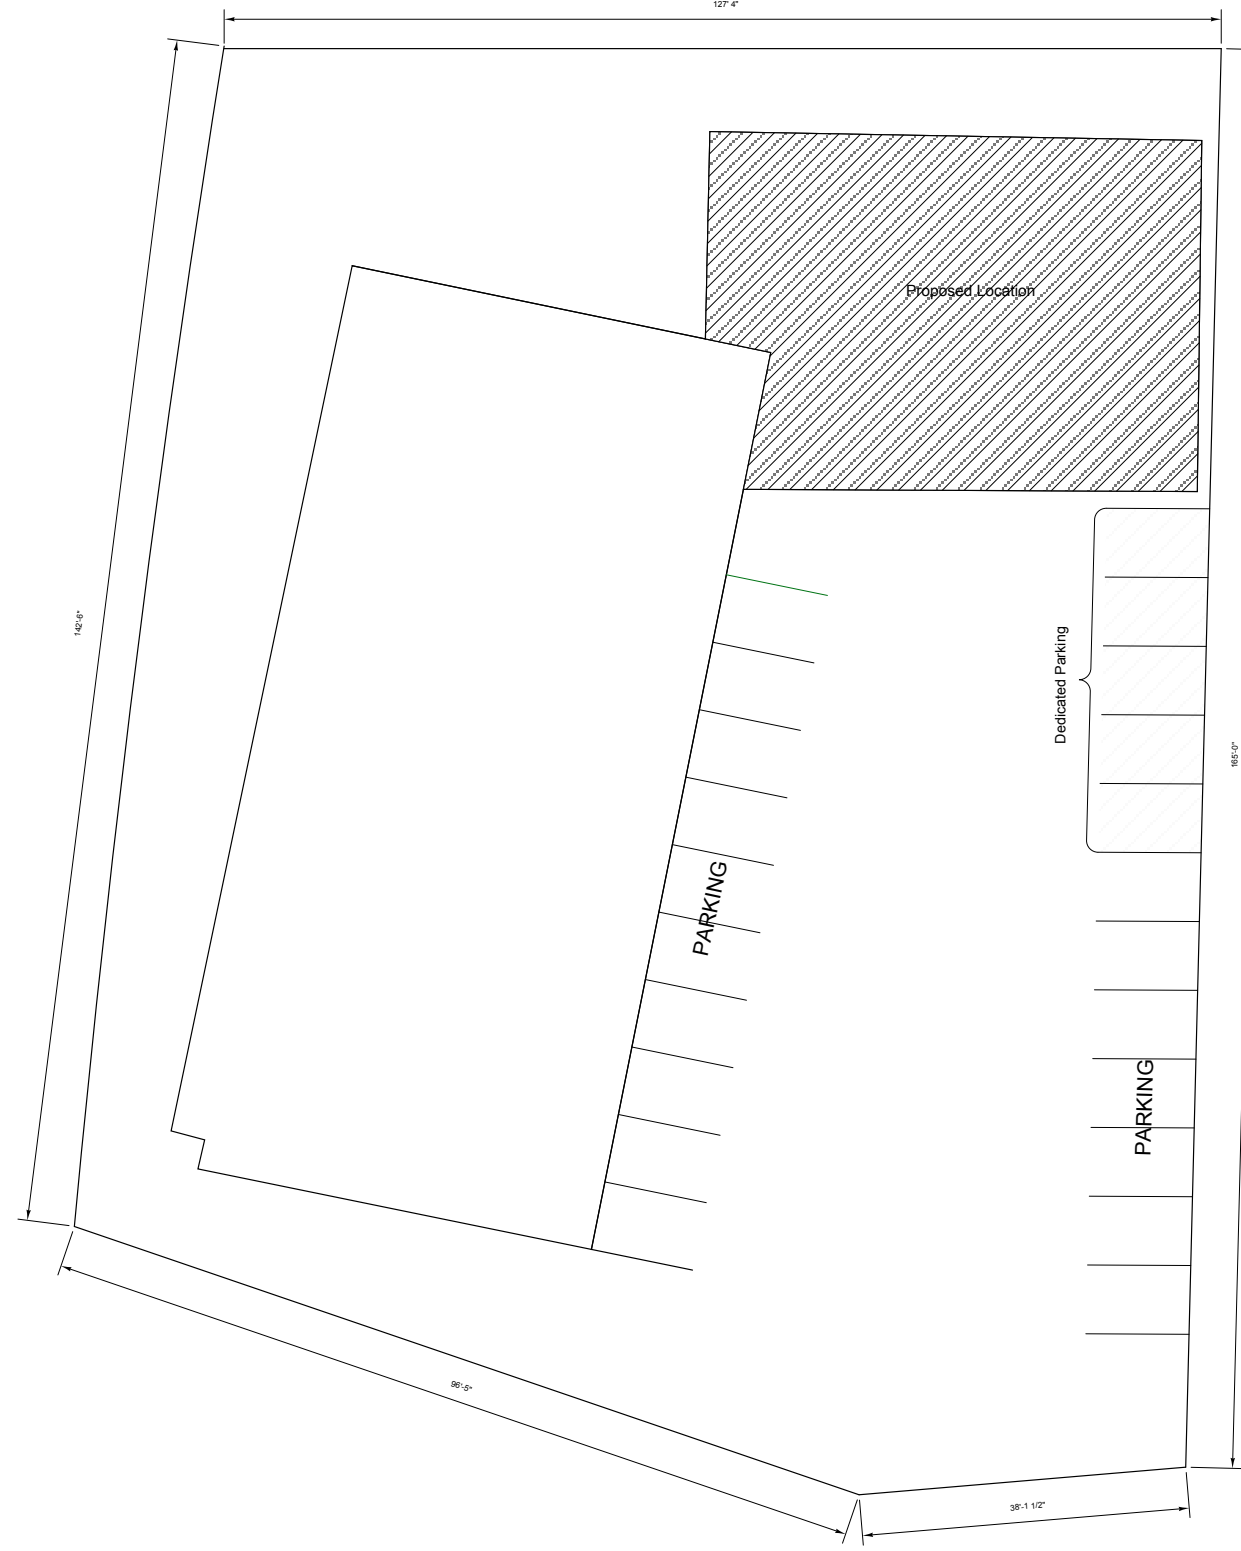 127' 4"
Proposed Location
142'-6"
Dedicated Parking
165'-0"
PARKING
PARKING
96'-5"
38'-1 1/2"